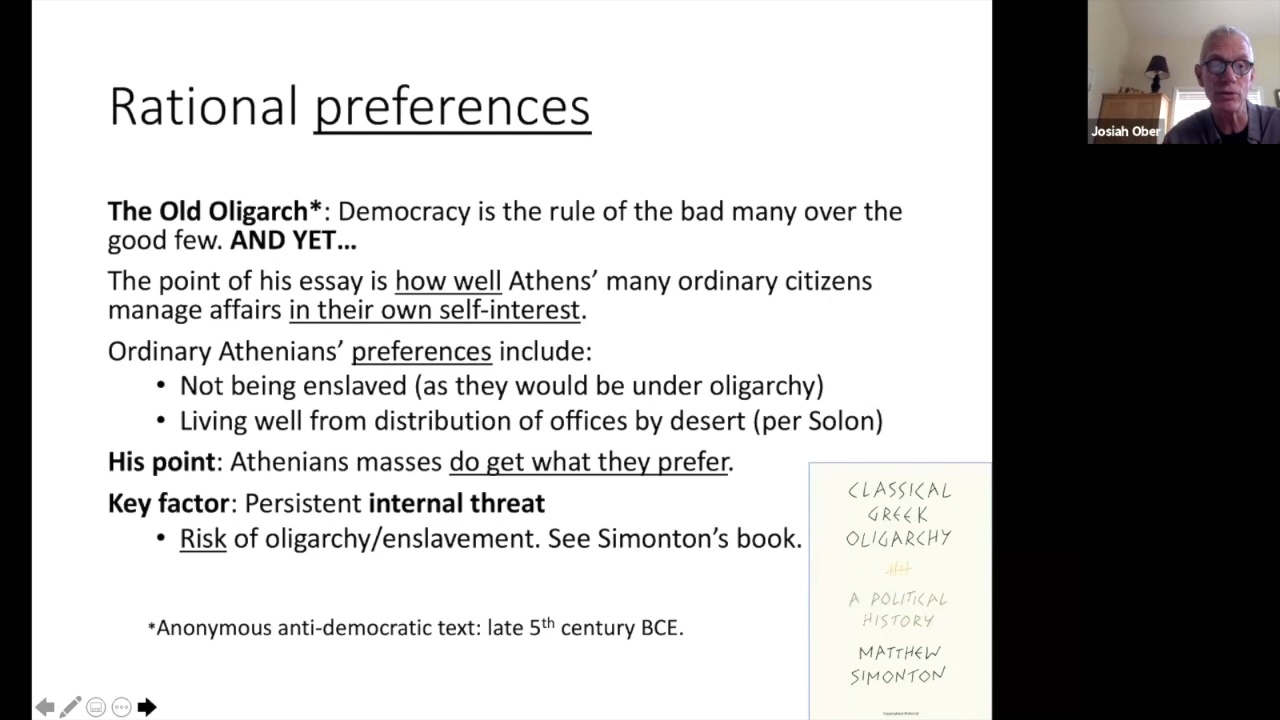 Rational preferences
The Old Oligarch*: Democracy is the rule of the bad many over the
good few. AND YET...
The point of his essay is how well Athens' many ordinary citizens
manage affairs in their own self-interest.
Ordinary Athenians' preferences include:
• Not being enslaved (as they would be under oligarchy)
• Living well from distribution of offices by desert (per Solon)
His point: Athenians masses do get what they prefer.
Key factor: Persistent internal threat
• Risk of oligarchy/enslavement. See Simonton's book.
*Anonymous anti-democratic text: late 5th century BCE.
CLASSICAL
GREEK
OLIGARCHY
A POLITICAL
HISTORY
MATTHEW
SIMONTON
Josiah Ober